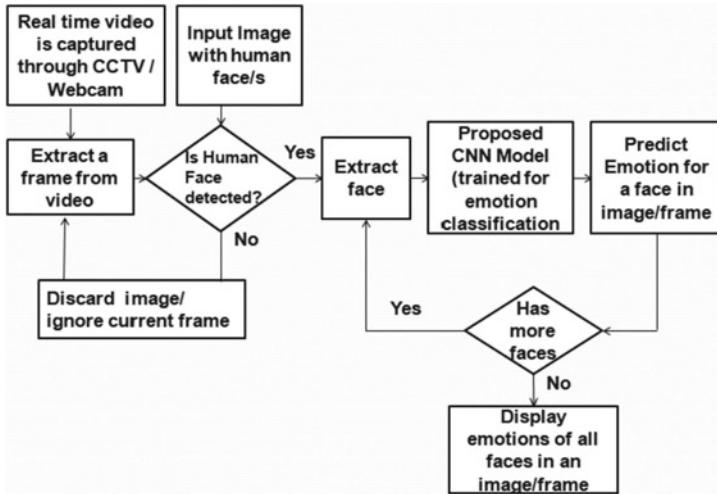 Real time video
is captured
through CCTV /
Webcam
Input Image
with human
face/s
Extract a
frame from
video
Is Human
Face
detected?
Yes
No
Discard image/
ignore current frame
Extract
face
Proposed
CNN Model
(trained for
emotion
classification
Predict
Emotion for
a face in
image/frame
Has
more
faces
Yes
No
Display
emotions of all
faces in an
image/frame